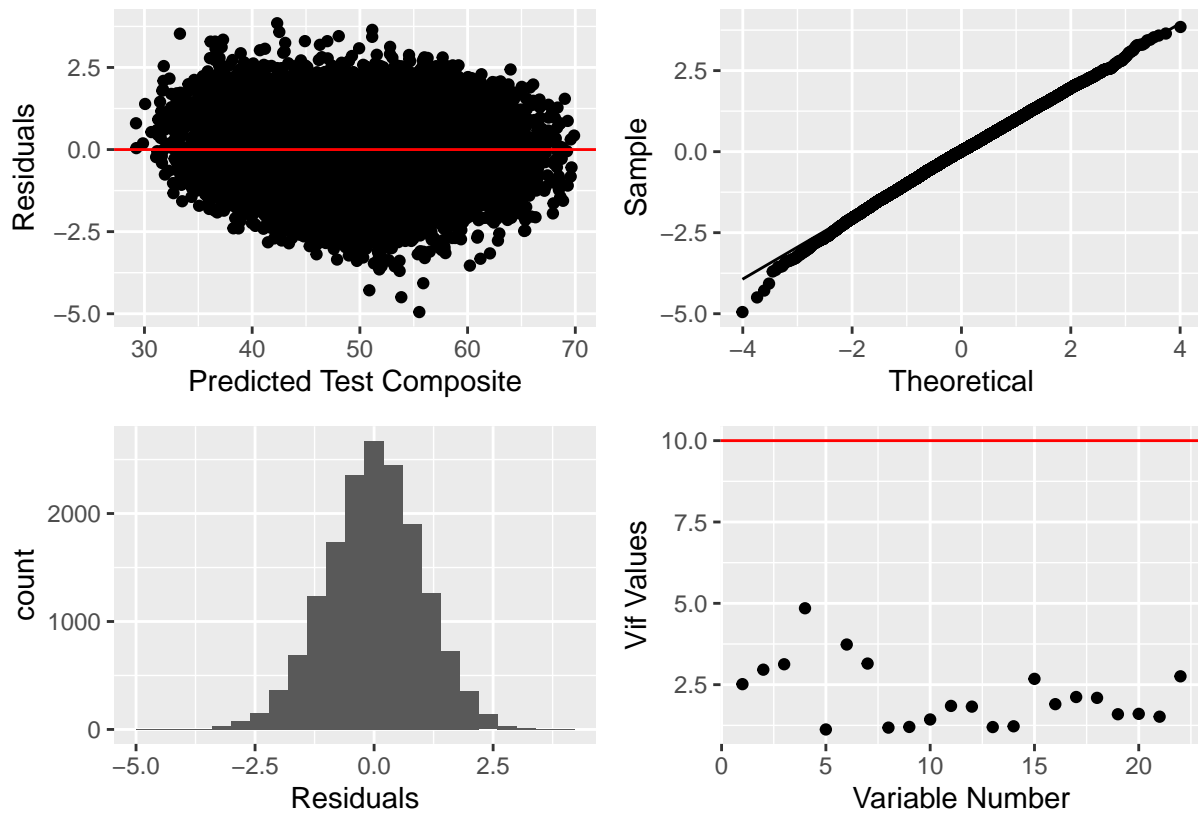 2.5
0.0
−2.5
−5.0
Residuals
30 40 50 60 70
Predicted Test Composite
2.5
0.0
−2.5
−5.0
Sample
−4 −2 0 2 4
Theoretical
2000
1000
0
count
−5.0 −2.5 0.0 2.5
Residuals
10.0
7.5
5.0
2.5
Vif Values
0 5 10 15 20
Variable Number